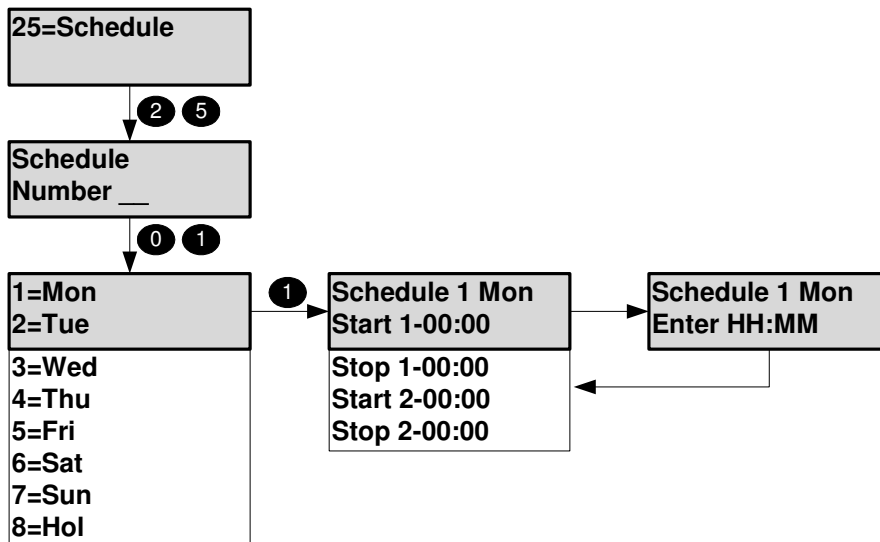 25=Schedule
2 5
Schedule
Number __
0 1
1=Mon
2=Tue
3=Wed
4=Thu
5=Fri
6=Sat
7=Sun
8=Hol
1
Schedule 1 Mon
Start 1-00:00
Stop 1-00:00
Start 2-00:00
Stop 2-00:00
Schedule 1 Mon
Enter HH:MM